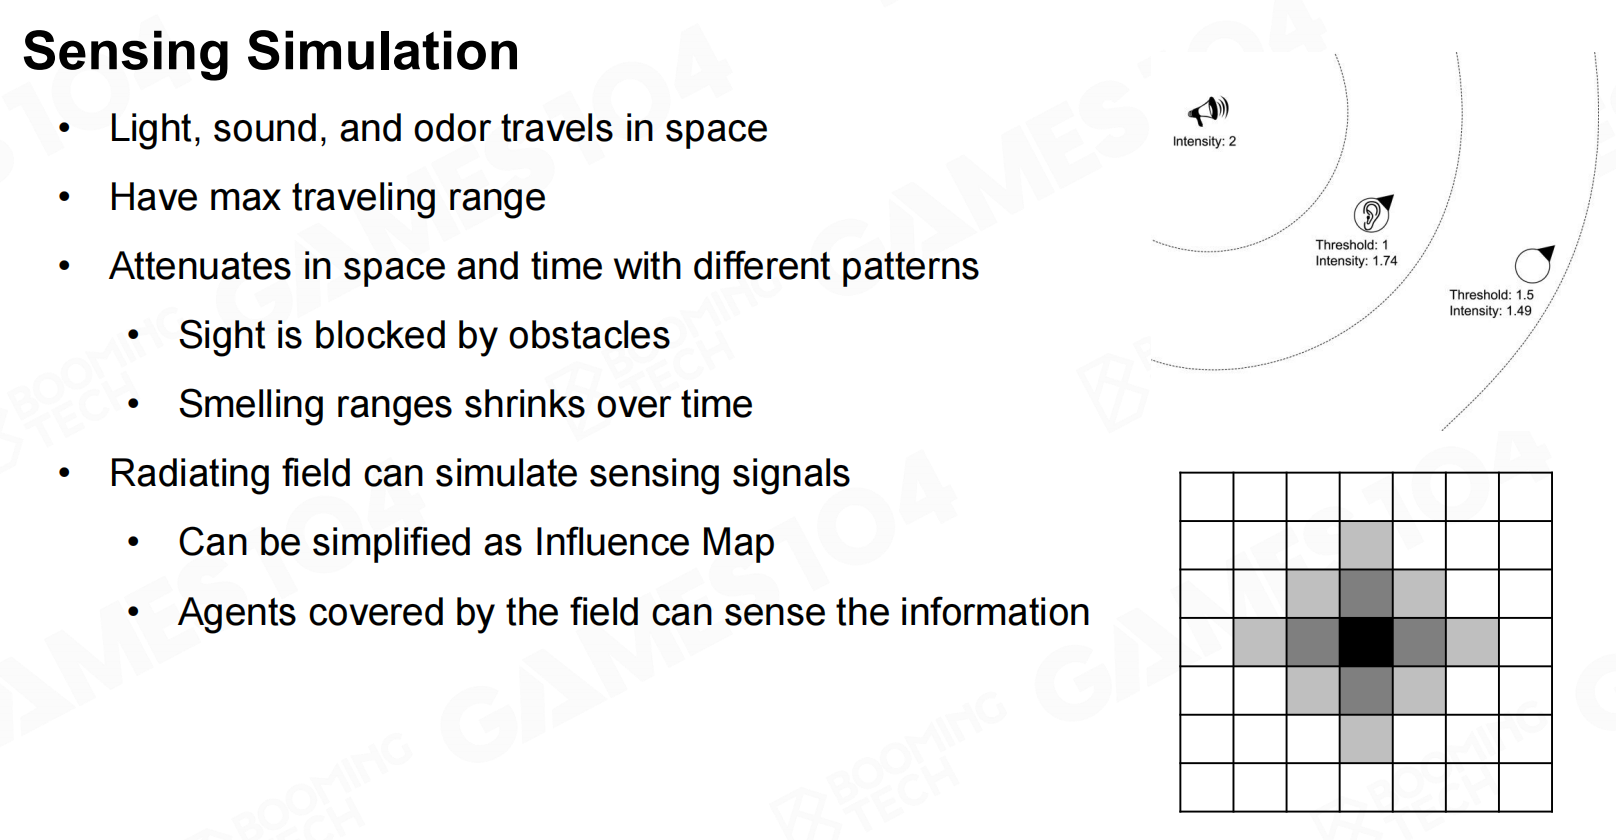 Sensing Simulation
• Light, sound, and odor travels in space
• Have max traveling range
• Attenuates in space and time with different patterns
• Sight is blocked by obstacles
• Smelling ranges shrinks over time
• Radiating field can simulate sensing signals
• Can be simplified as Influence Map
• Agents covered by the field can sense the information
Intensity: 2
Threshold: 1
Intensity: 1.74
Threshold: 1.5
Intensity: 1.49
GAMES104
BOOMING
TECH